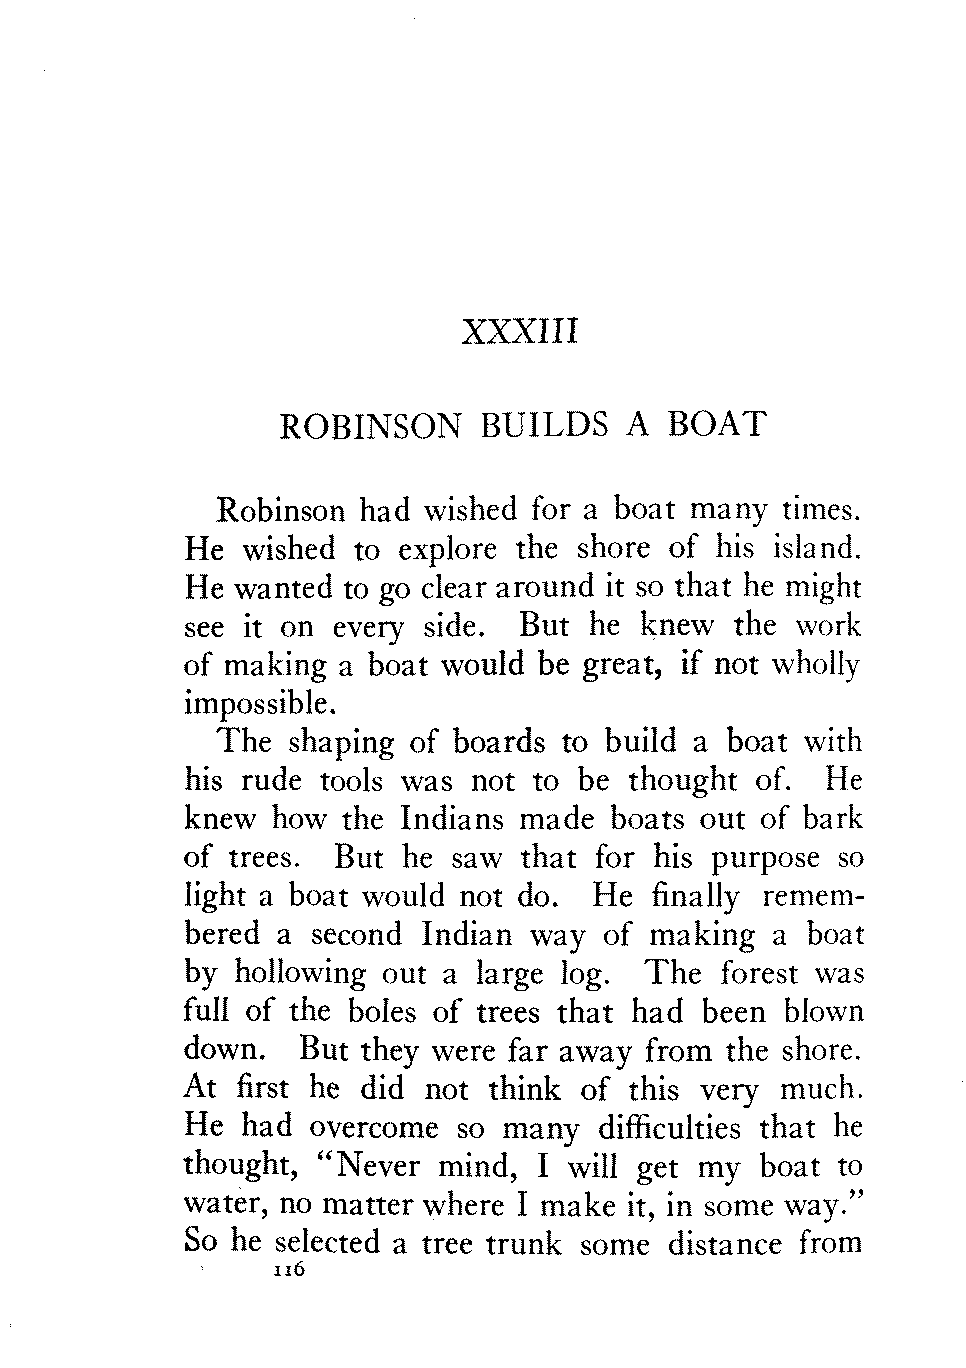 XXXIII
ROBINSON BUILDS A BOAT
Robinson had wished for a boat many times.
He wished to explore the shore of his island.
He wanted to go clear around it so that he might
see it on every side. But he knew the work
of making a boat would be great, if not wholly
impossible.
The shaping of boards to build a boat with
his rude tools was not to be thought of. He
knew how the Indians made boats out of bark
of trees. But he saw that for his purpose so
light a boat would not do. He finally remem-
bered a second Indian way of making a boat
by hollowing out a large log. The forest was
full of the boles of trees that had been blown
down. But they were far away from the shore.
At first he did not think of this very much.
He had overcome so many difficulties that he
thought, “Never mind, I will get my boat to
water, no matter where I make it, in some way.”
So he selected a tree trunk some distance from
116